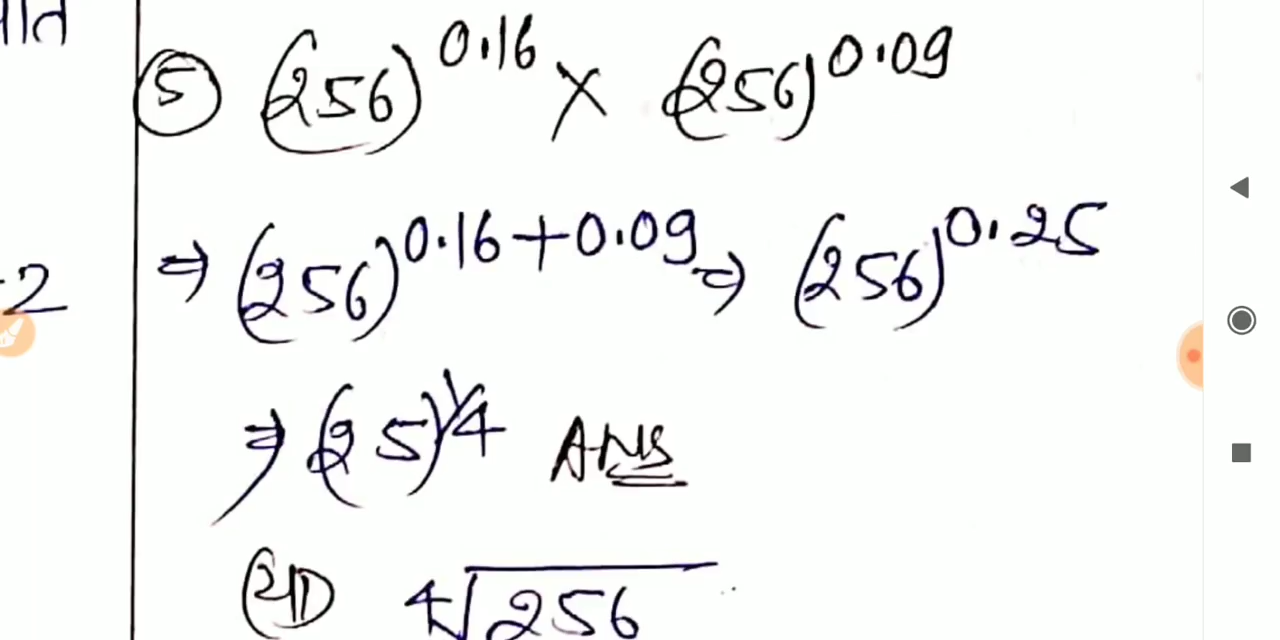 ⑤ (256)^0.16 × (256)^0.09
⇒ (256)^0.16+0.09 ⇒ (256)^0.25
-2
⇒ (25)^1/4 Ans
(या) ∜256